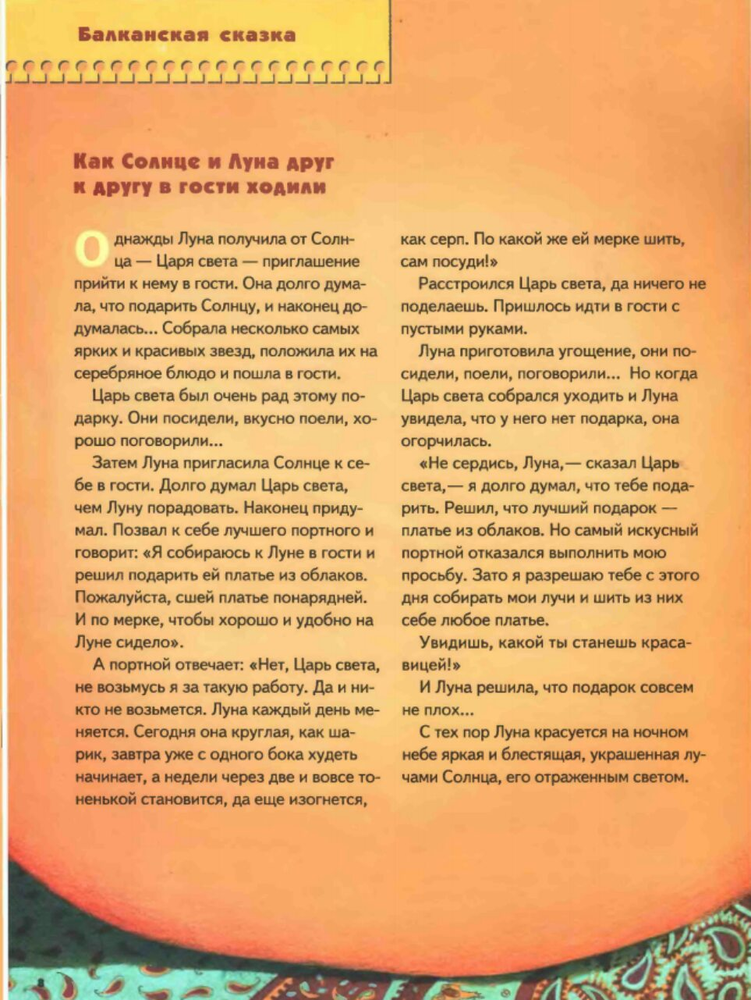 Балканская сказка
Как Солнце и Луна друг
к другу в гости ходили
Однажды Луна получила от Солн-
ца — Царя света — приглашение
прийти к нему в гости. Она долго дума-
ла, что подарить Солнцу, и наконец до-
думалась... Собрала несколько самых
ярких и красивых звезд, положила их на
серебряное блюдо и пошла в гости.
Царь света был очень рад этому по-
дарку. Они посидели, вкусно поели, хо-
рошо поговорили...
Затем Луна пригласила Солнце к се-
бе в гости. Долго думал Царь света,
чем Луну порадовать. Наконец приду-
мал. Позвал к себе лучшего портного и
говорит: «Я собираюсь к Луне в гости и
решил подарить ей платье из облаков.
Пожалуйста, сшей платье понарядней.
И по мерке, чтобы хорошо и удобно на
Луне сидело».
А портной отвечает: «Нет, Царь света,
не возьмусь я за такую работу. Да и ни-
кто не возьмется. Луна каждый день ме-
няется. Сегодня она круглая, как ша-
рик, завтра уже с одного бока худеть
начинает, а недели через две и вовсе то-
ненькой становится, да еще изогнется,
как серп. По какой же ей мерке шить,
сам посуди!»
Расстроился Царь света, да ничего не
поделаешь. Пришлось идти в гости с
пустыми руками.
Луна приготовила угощение, они по-
сидели, поели, поговорили... Но когда
Царь света собрался уходить и Луна
увидела, что у него нет подарка, она
огорчилась.
«Не сердись, Луна,— сказал Царь
света,— я долго думал, что тебе пода-
рить. Решил, что лучший подарок —
платье из облаков. Но самый искусный
портной отказался выполнить мою
просьбу. Зато я разрешаю тебе с этого
дня собирать мои лучи и шить из них
себе любое платье.
Увидишь, какой ты станешь краса-
вицей!»
И Луна решила, что подарок совсем
не плох...
С тех пор Луна красуется на ночном
небе яркая и блестящая, украшенная лу-
чами Солнца, его отраженным светом.
8